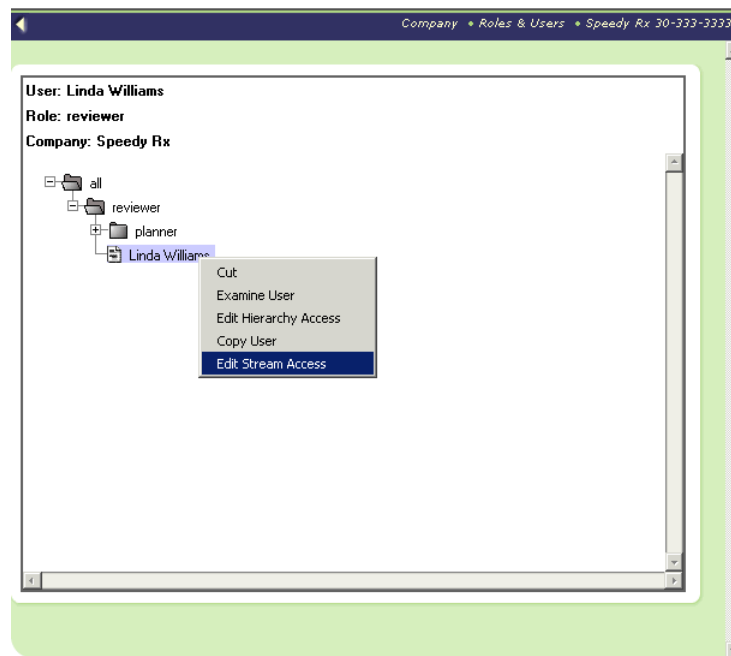 Company • Roles & Users • Speedy Rx 30-333-3333
User: Linda Williams
Role: reviewer
Company: Speedy Rx
all
reviewer
planner
Linda Williams
Cut
Examine User
Edit Hierarchy Access
Copy User
Edit Stream Access